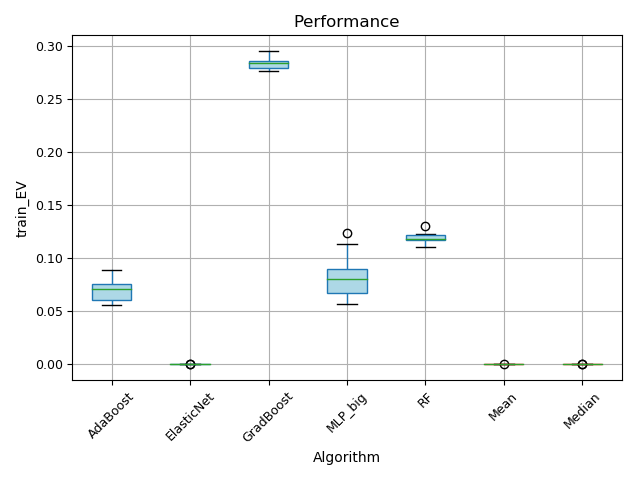 Performance
train_EV
0.30
0.25
0.20
0.15
0.10
0.05
0.00
AdaBoost
ElasticNet
GradBoost
MLP_big
RF
Mean
Median
Algorithm